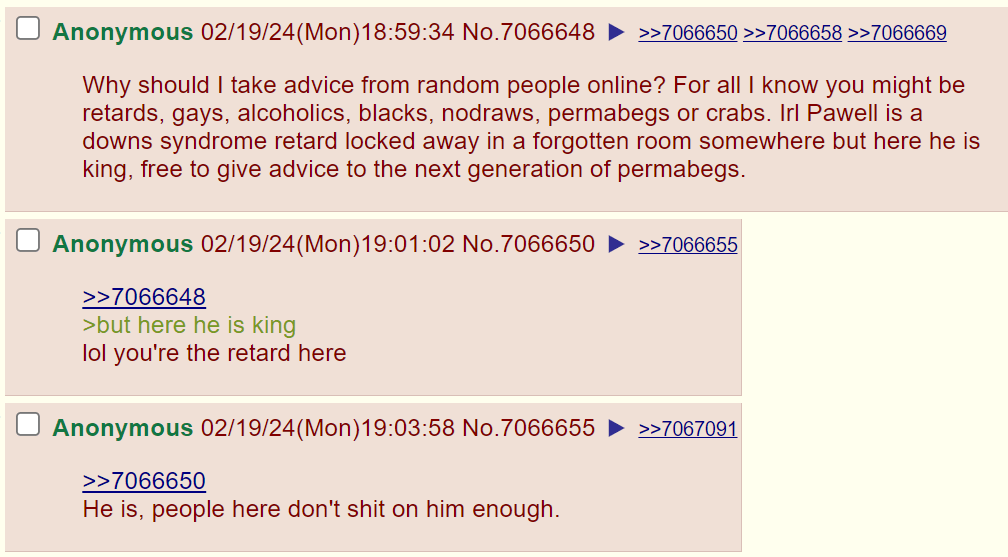 Anonymous 02/19/24(Mon)18:59:34 No.7066648 ▶ >>7066650 >>7066658 >>7066669
Why should I take advice from random people online? For all I know you might be
retards, gays, alcoholics, blacks, nodraws, permabegs or crabs. Irl Pawell is a
downs syndrome retard locked away in a forgotten room somewhere but here he is
king, free to give advice to the next generation of permabegs.
Anonymous 02/19/24(Mon)19:01:02 No.7066650 ▶ >>7066655
>>7066648
>but here he is king
lol you're the retard here
Anonymous 02/19/24(Mon)19:03:58 No.7066655 ▶ >>7067091
>>7066650
He is, people here don't shit on him enough.